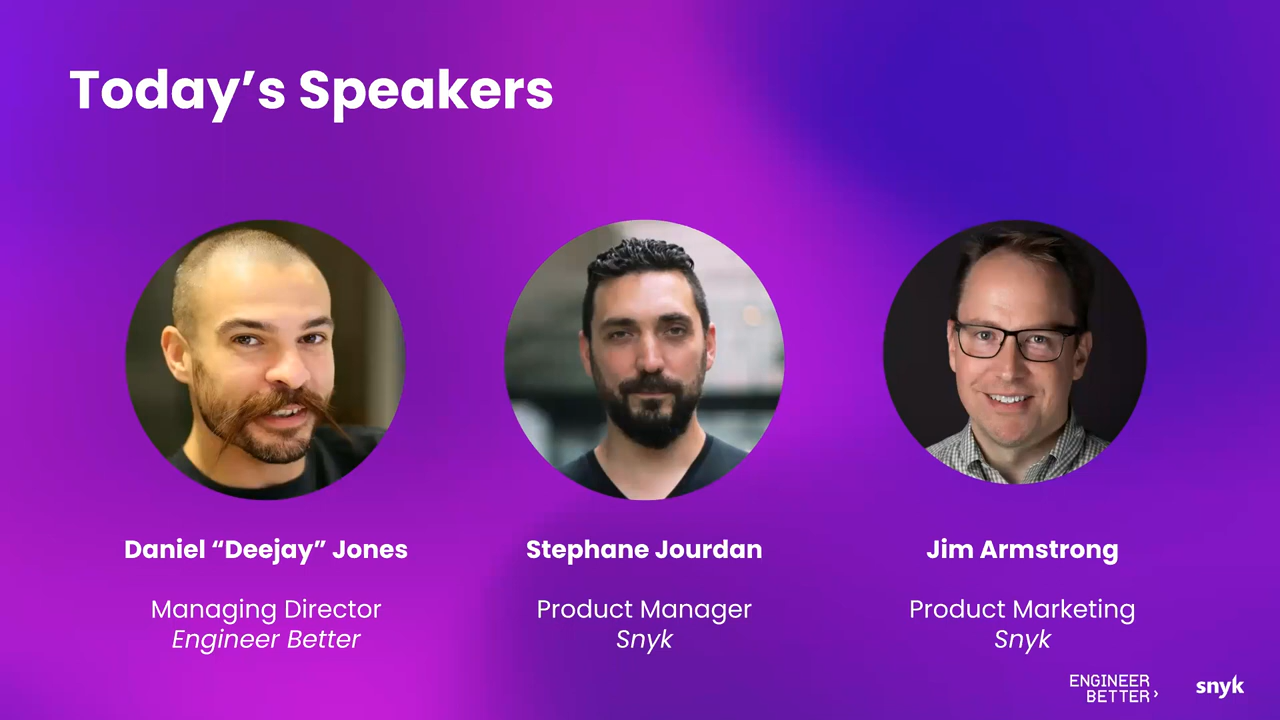 Today’s Speakers
Daniel “Deejay” Jones
Managing Director
Engineer Better
Stephane Jourdan
Product Manager
Snyk
Jim Armstrong
Product Marketing
Snyk
ENGINEER
BETTER›
snyk